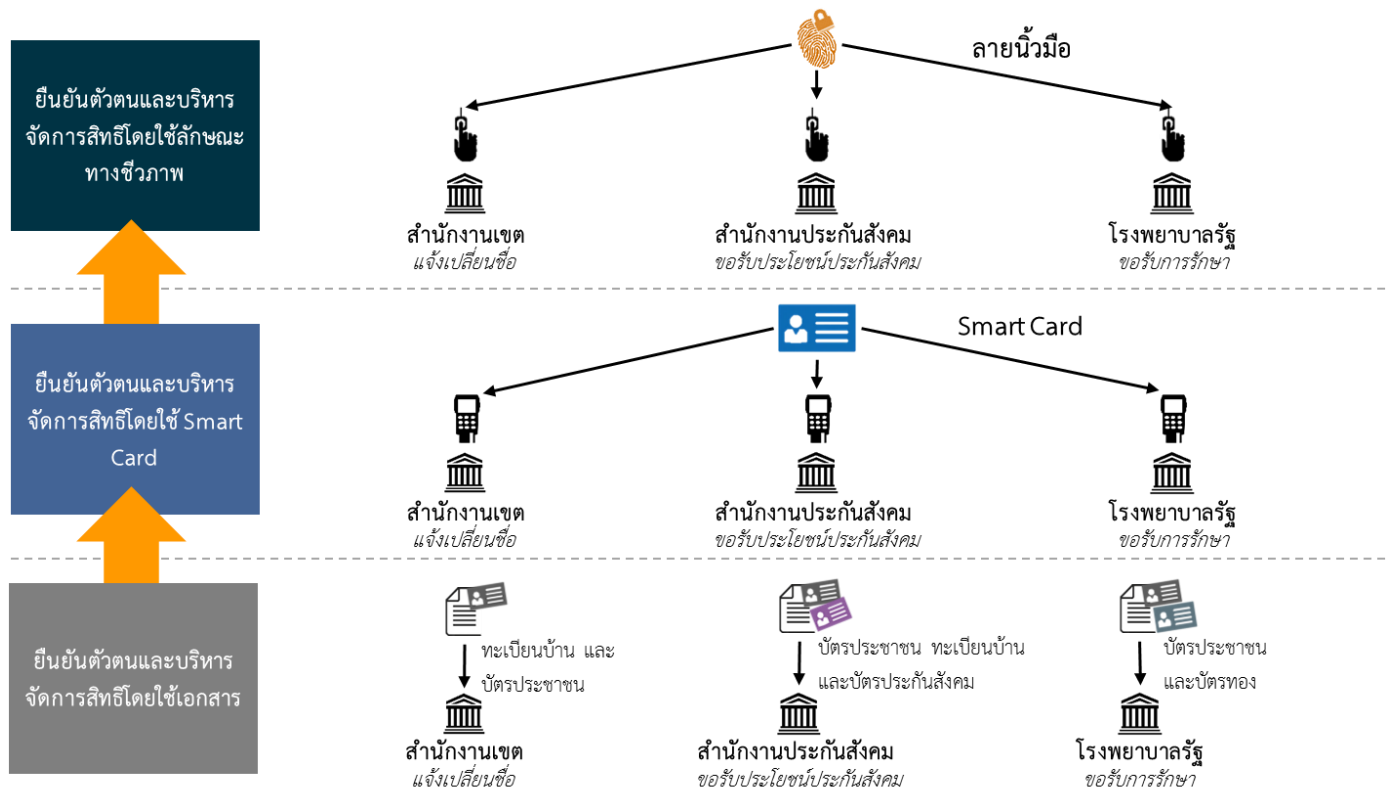 ลายนิ้วมือ
ยืนยันตัวตนและบริหาร
จัดการสิทธิโดยใช้ลักษณะ
ทางชีวภาพ
สำนักงานเขต
แจ้งเปลี่ยนชื่อ
สำนักงานประกันสังคม
ขอรับประโยชน์ประกันสังคม
โรงพยาบาลรัฐ
ขอรับการรักษา
Smart Card
ยืนยันตัวตนและบริหาร
จัดการสิทธิโดยใช้ Smart
Card
สำนักงานเขต
แจ้งเปลี่ยนชื่อ
สำนักงานประกันสังคม
ขอรับประโยชน์ประกันสังคม
โรงพยาบาลรัฐ
ขอรับการรักษา
ยืนยันตัวตนและบริหาร
จัดการสิทธิโดยใช้เอกสาร
ทะเบียนบ้าน และ
บัตรประชาชน
สำนักงานเขต
แจ้งเปลี่ยนชื่อ
บัตรประชาชน ทะเบียนบ้าน
และบัตรประกันสังคม
สำนักงานประกันสังคม
ขอรับประโยชน์ประกันสังคม
บัตรประชาชน
และบัตรทอง
โรงพยาบาลรัฐ
ขอรับการรักษา